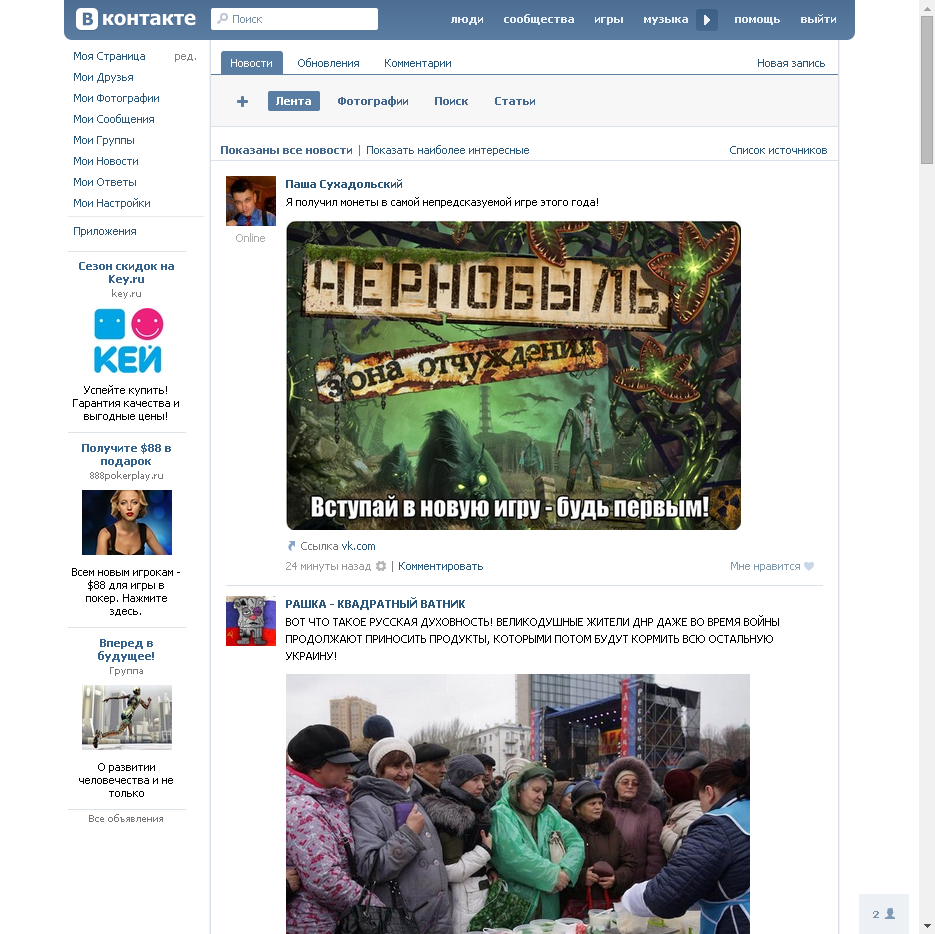 В контакте
Поиск
люди
сообщества
игры
музыка
помощь
выйти
Моя Страница
ред.
Мои Друзья
Мои Фотографии
Мои Сообщения
Мои Группы
Мои Новости
Мои Ответы
Мои Настройки
Приложения
Сезон скидок на
Key.ru
key.ru
КЕЙ
Успейте купить!
Гарантия качества и
выгодные цены!
Получите $88 в
подарок
888pokerplay.ru
Всем новым игрокам -
$88 для игры в
покер. Нажмите
здесь.
Вперед в
будущее!
Группа
О развитии
человечества и не
только
Все объявления
Новости
Обновления
Комментарии
Новая запись
+
Лента
Фотографии
Поиск
Статьи
Показаны все новости | Показать наиболее интересные
Список источников
Паша Сухадольский
Я получил монеты в самой непредсказуемой игре этого года!
Online
ЧЕРНОБЫЛЬ
зона отчуждения
Вступай в новую игру - будь первым!
Ссылка vk.com
24 минуты назад | Комментировать
Мне нравится
РАШКА - КВАДРАТНЫЙ ВАТНИК
ВОТ ЧТО ТАКОЕ РУССКАЯ ДУХОВНОСТЬ! ВЕЛИКОДУШНЫЕ ЖИТЕЛИ ДНР ДАЖЕ ВО ВРЕМЯ ВОЙНЫ
ПРОДОЛЖАЮТ ПРИНОСИТЬ ПРОДУКТЫ, КОТОРЫМИ ПОТОМ БУДУТ КОРМИТЬ ВСЮ ОСТАЛЬНУЮ
УКРАИНУ!
2